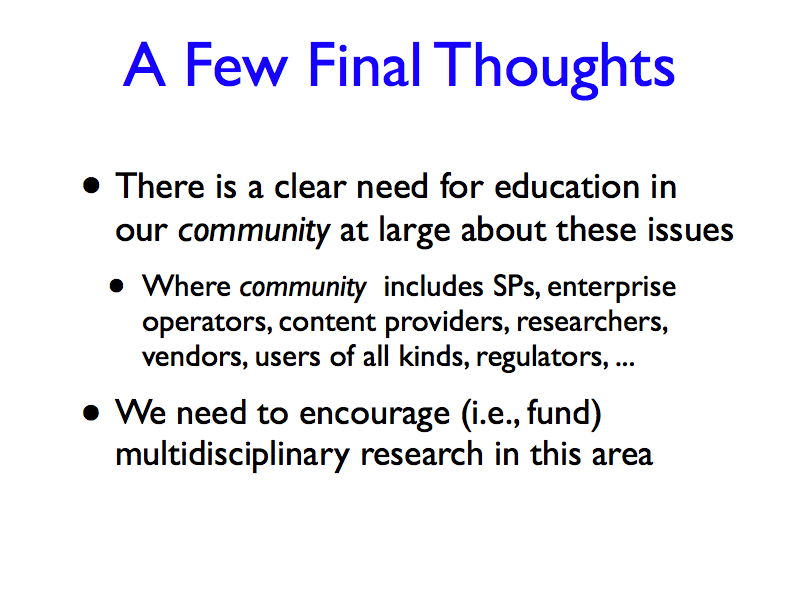 A Few Final Thoughts
• There is a clear need for education in
our community at large about these issues
• Where community includes SPs, enterprise
operators, content providers, researchers,
vendors, users of all kinds, regulators, ...
• We need to encourage (i.e., fund)
multidisciplinary research in this area